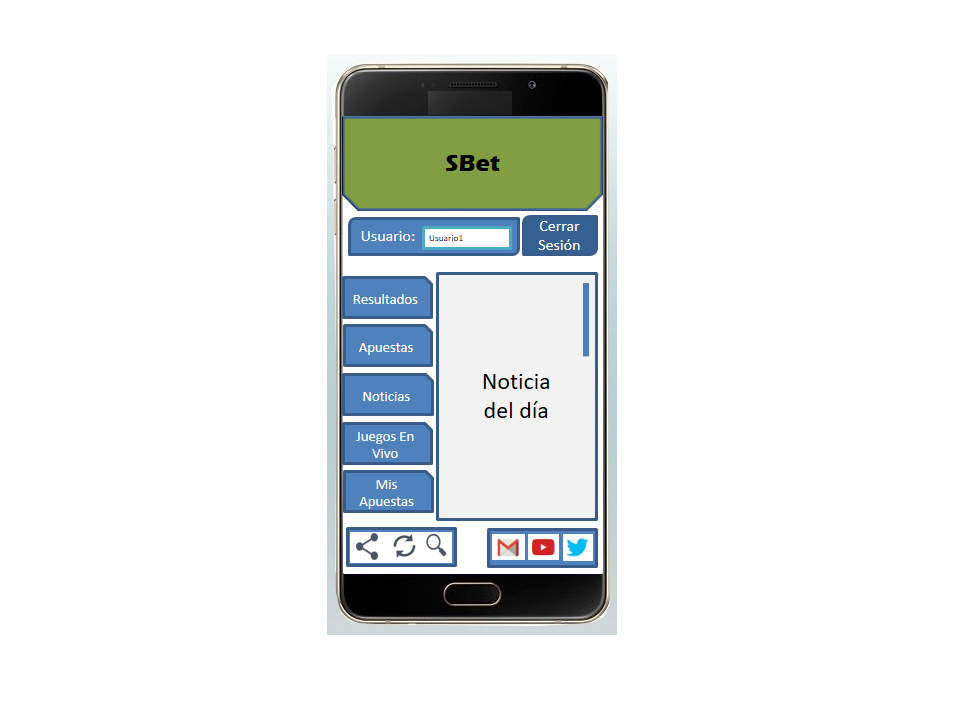 SBet
Usuario:
Usuario1
Cerrar
Sesión
Resultados
Apuestas
Noticias
Juegos En
Vivo
Mis
Apuestas
Noticia
del día